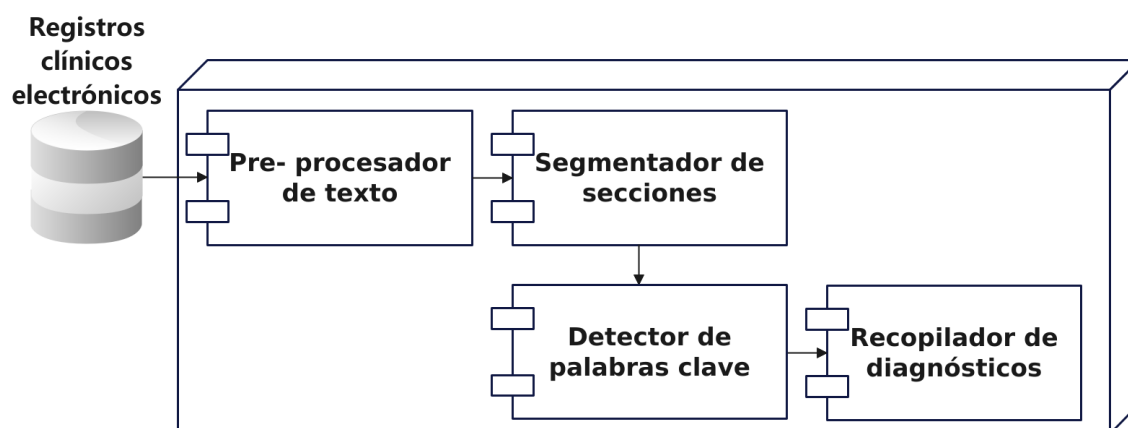 Registros
clínicos
electrónicos
Pre- procesador
de texto
Segmentador de
secciones
Detector de
palabras clave
Recopilador de
diagnósticos